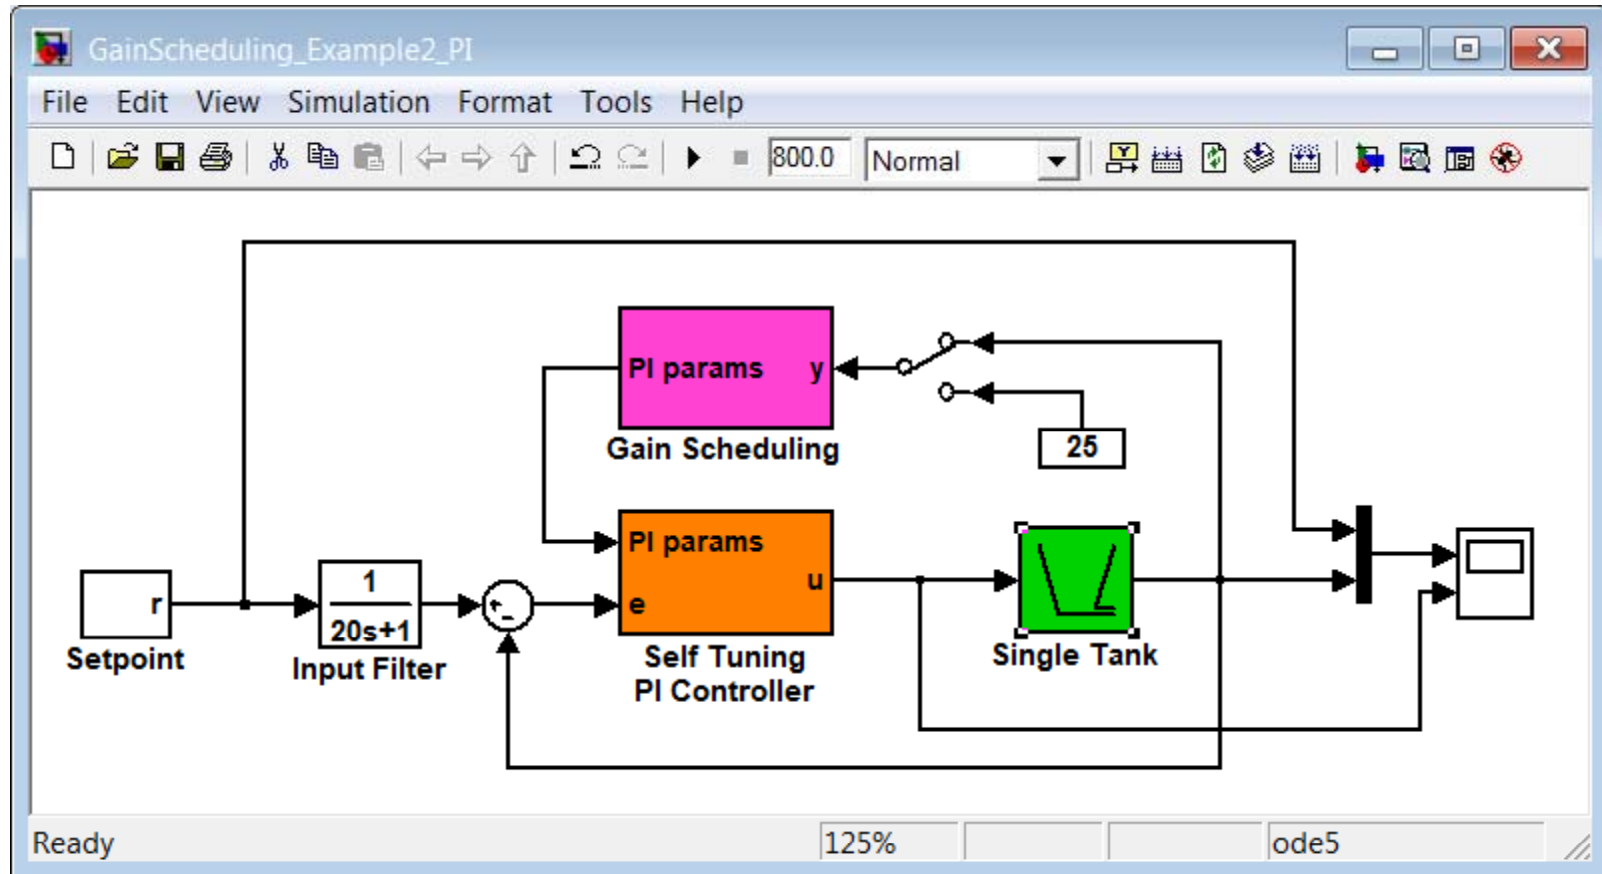 GainScheduling_Example2_PI
File Edit View Simulation Format Tools Help
800.0 Normal
PI params y
Gain Scheduling
25
PI params
u
e
r
Setpoint
1
20s+1
Input Filter
+
-
Self Tuning
PI Controller
Single Tank
Ready 125% ode5